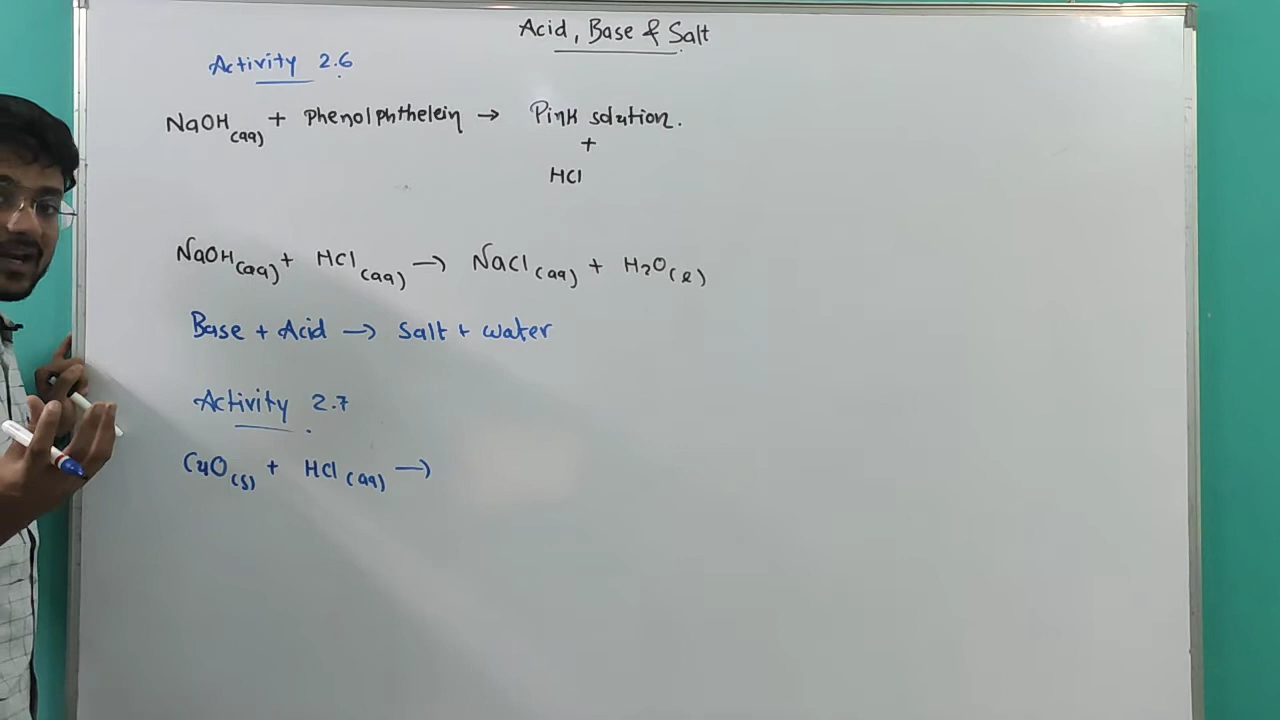 Acid, Base & Salt
Activity 2.6
NaOH(aq) + Phenolphthelein → Pink solution.
+
HCl
NaOH(aq) + HCl(aq) → NaCl(aq) + H2O(l)
Base + Acid → Salt + water
Activity 2.7
CuO(s) + HCl(aq) →